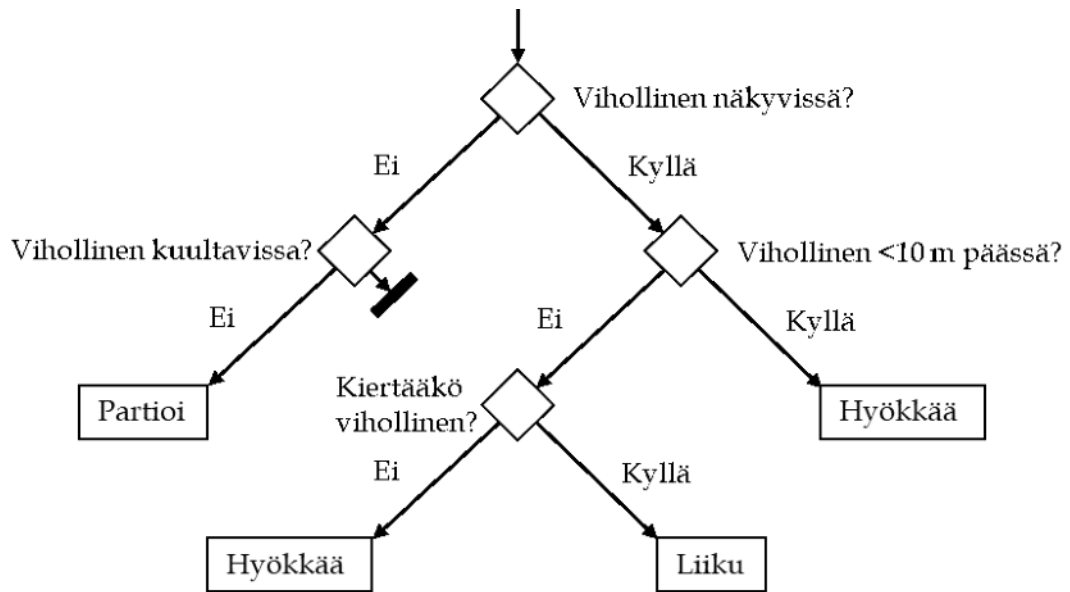 Vihollinen näkyvissä?
Ei
Kyllä
Vihollinen kuultavissa?
Vihollinen <10 m päässä?
Ei
Ei
Kyllä
Partioi
Kiertääkö
vihollinen?
Hyökkää
Ei
Kyllä
Hyökkää
Liiku